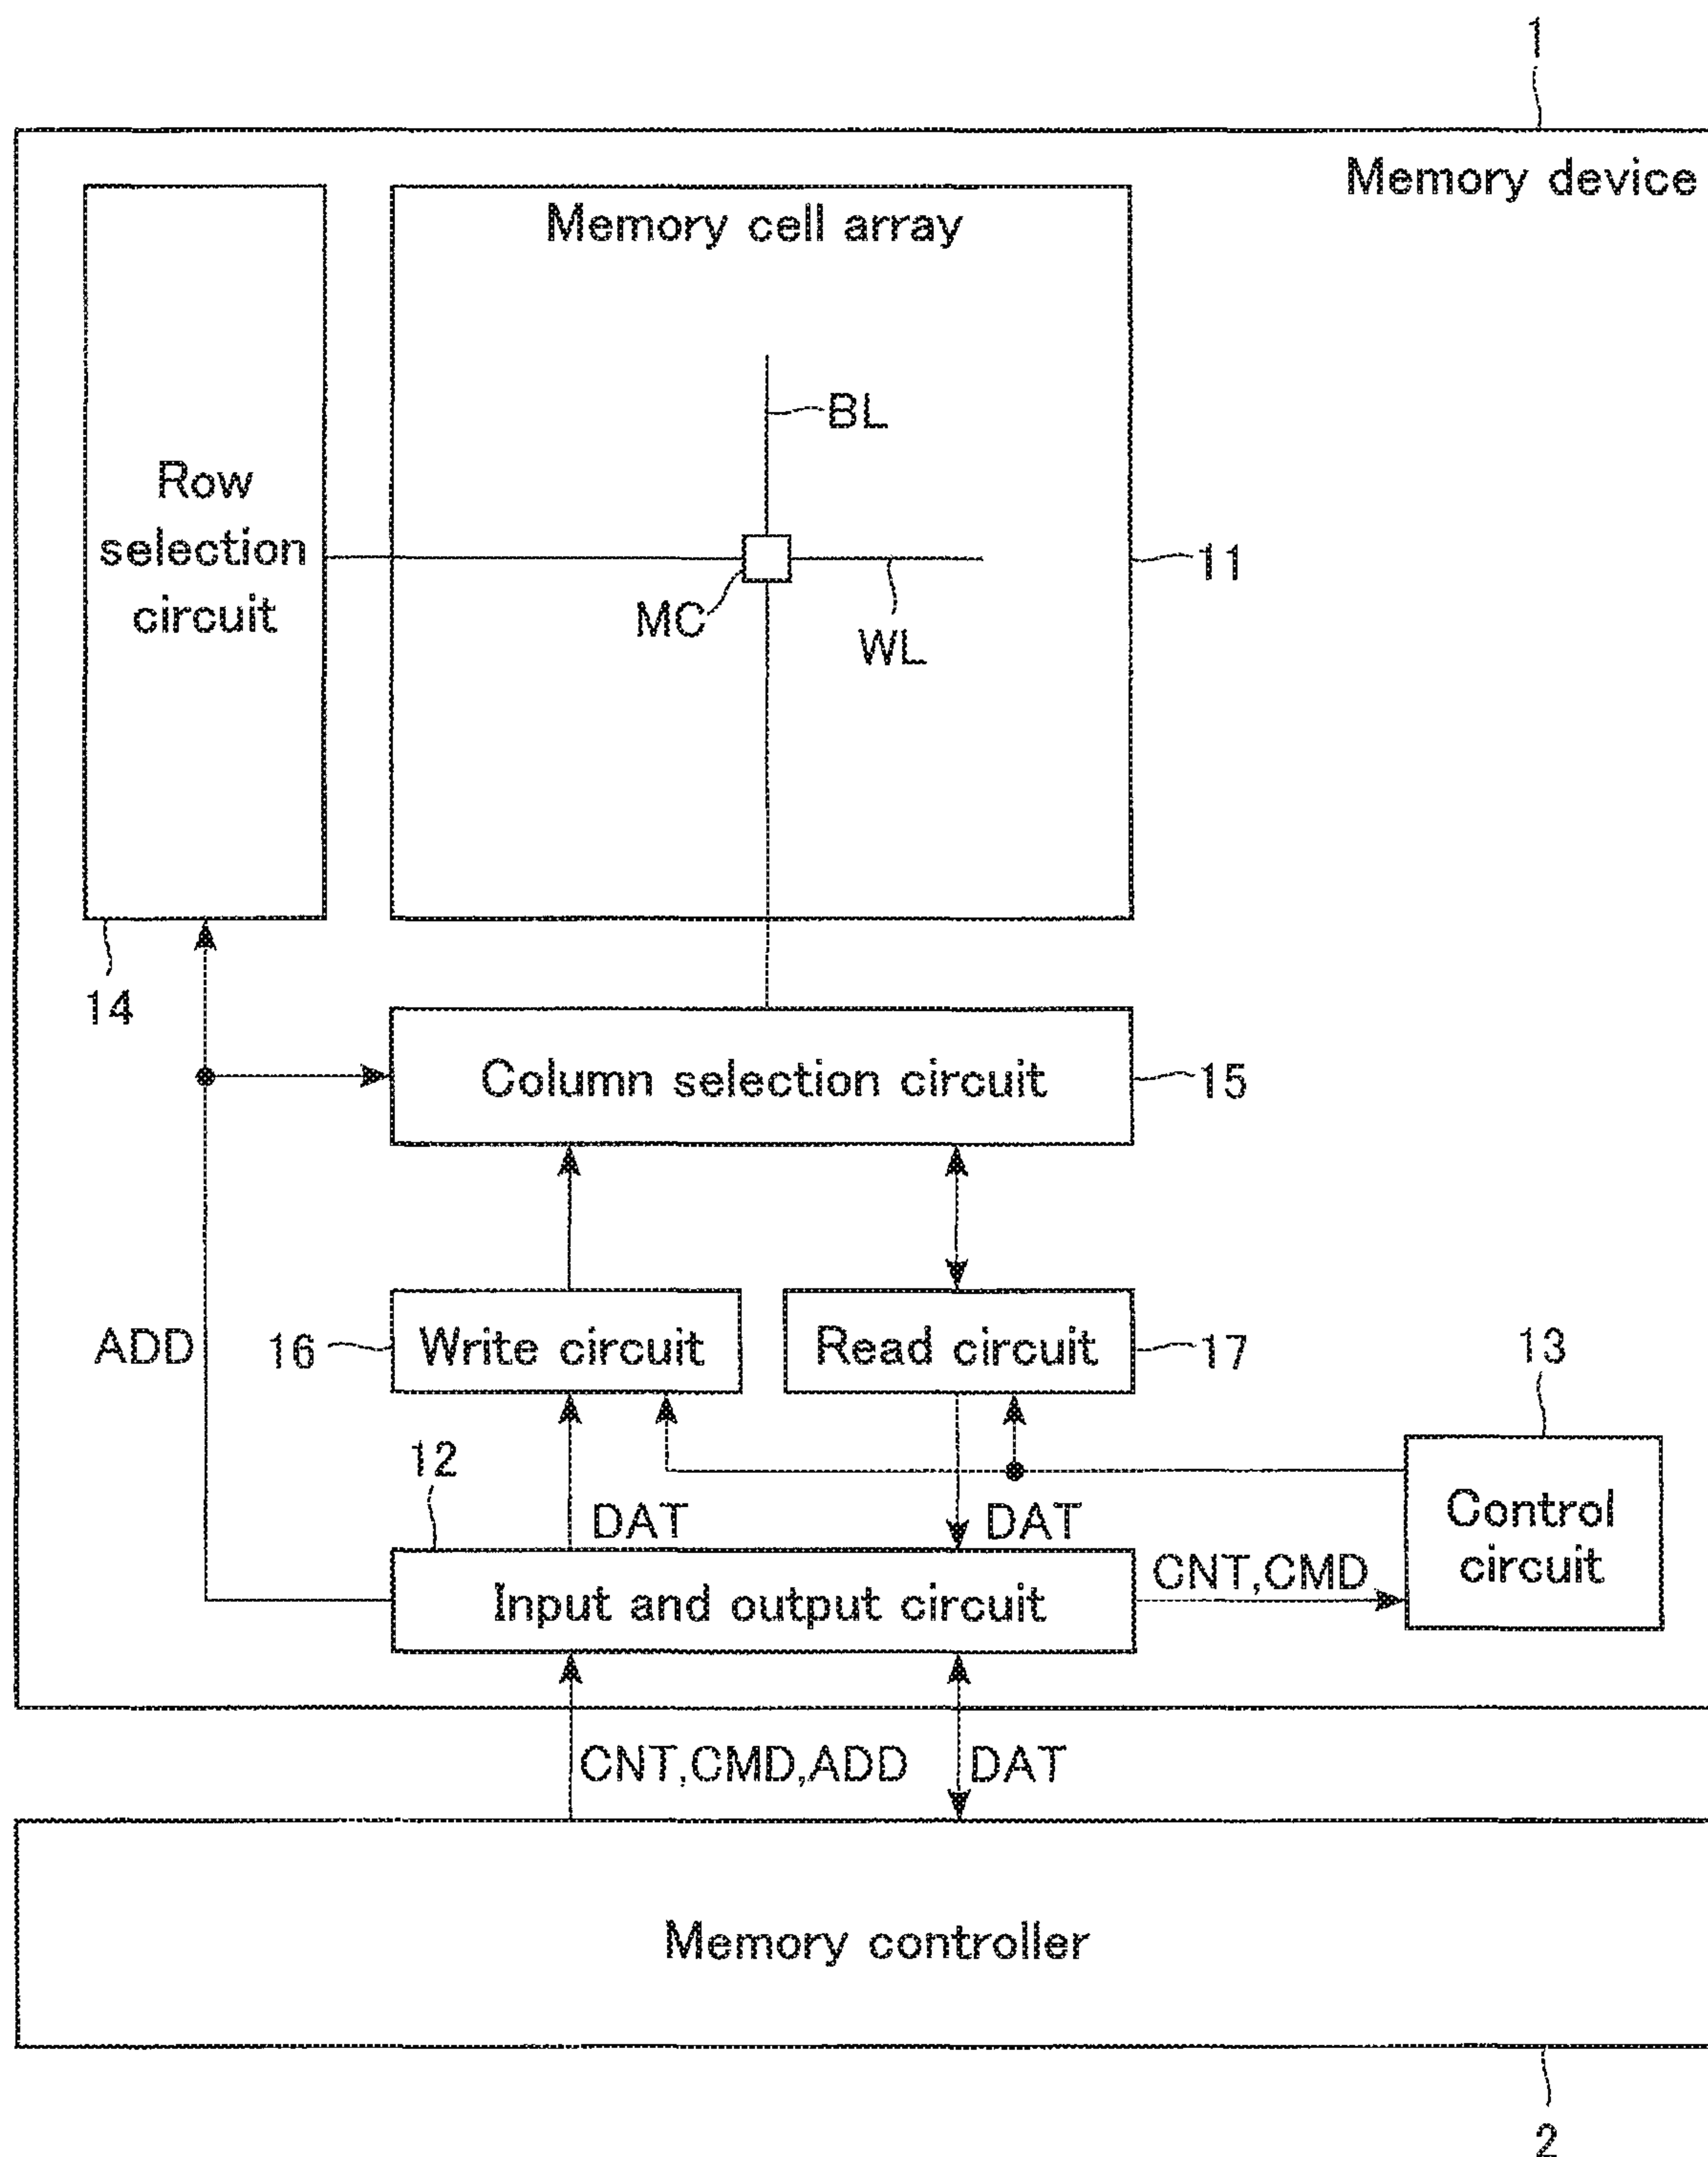 1
Memory device
Memory cell array
BL
Row
selection
circuit
11
MC
WL
14
Column selection circuit
15
ADD
16
Write circuit
Read circuit
17
13
12
DAT
DAT
Control
circuit
CNT,CMD
Input and output circuit
CNT,CMD,ADD
DAT
Memory controller
2